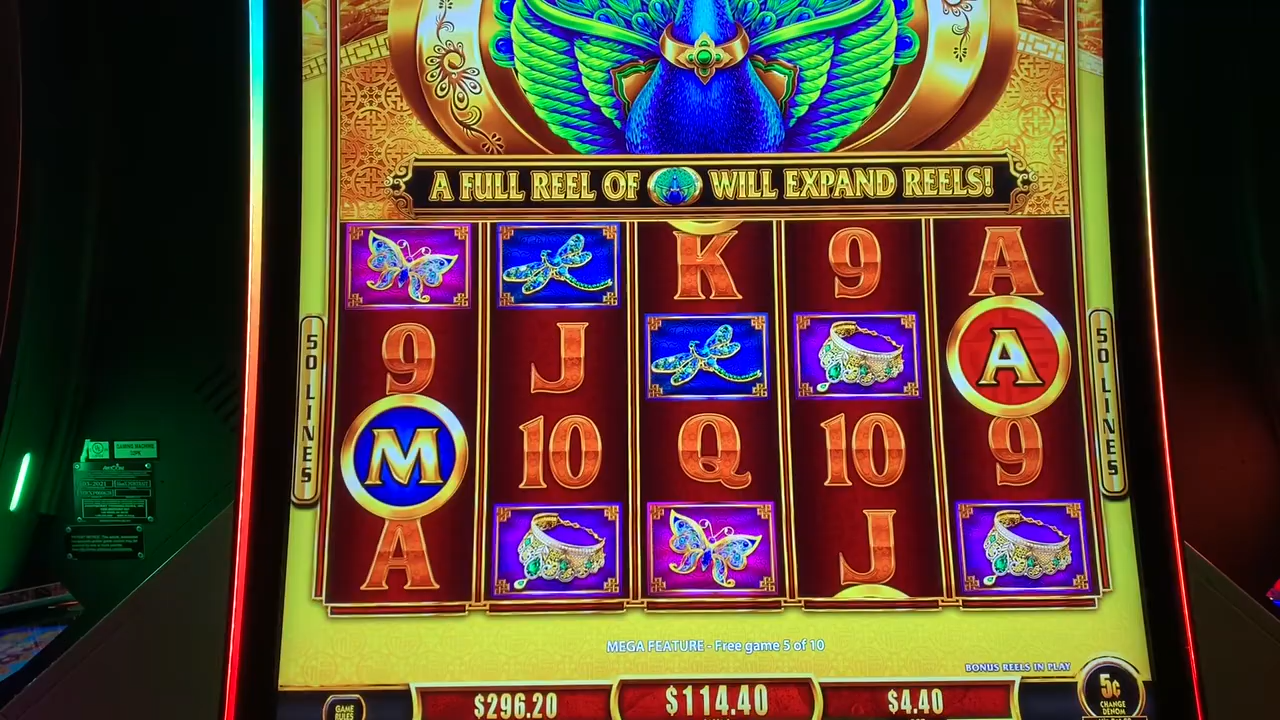 A FULL REEL OF WILL EXPAND REELS!
K 9 A
9 J A
M 10 Q 10 9
A J
50 LINES
50 LINES
MEGA FEATURE - Free game 5 of 10
BONUS REELS IN PLAY
GAME RULES
$296.20 $114.40 $4.40
5¢
CHANGE
DENOM